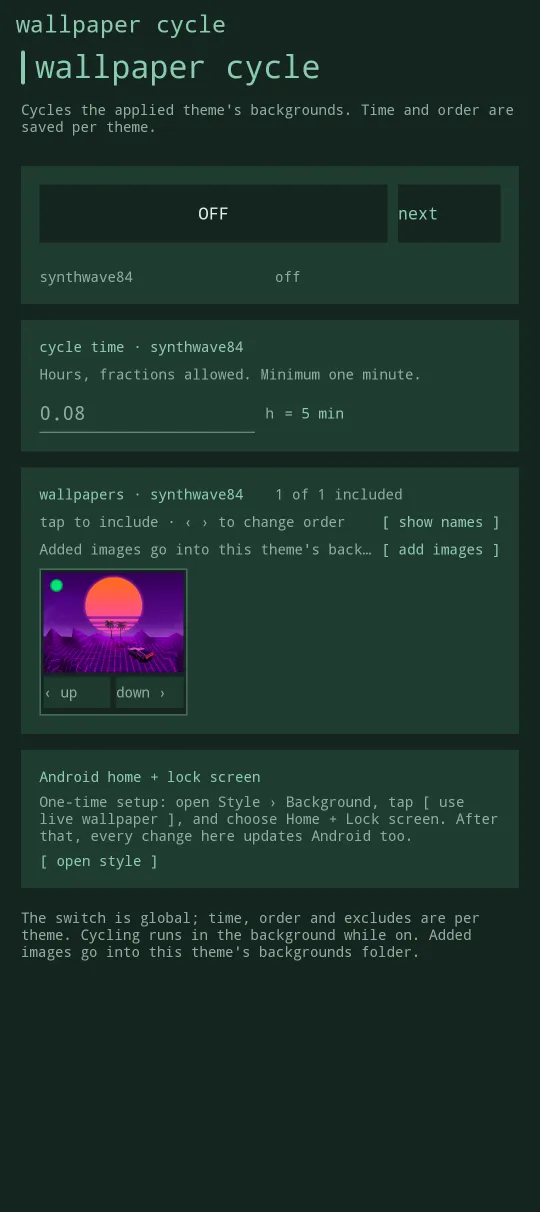 wallpaper cycle
wallpaper cycle
Cycles the applied theme's backgrounds. Time and order are
saved per theme.
OFF
next
synthwave84 off
cycle time · synthwave84
Hours, fractions allowed. Minimum one minute.
0.08 h = 5 min
wallpapers · synthwave84 1 of 1 included
tap to include · ‹ › to change order [ show names ]
Added images go into this theme's back… [ add images ]
‹ up down ›
Android home + lock screen
One-time setup: open Style › Background, tap [ use
live wallpaper ], and choose Home + Lock screen. After
that, every change here updates Android too.
[ open style ]
The switch is global; time, order and excludes are per
theme. Cycling runs in the background while on. Added
images go into this theme's backgrounds folder.